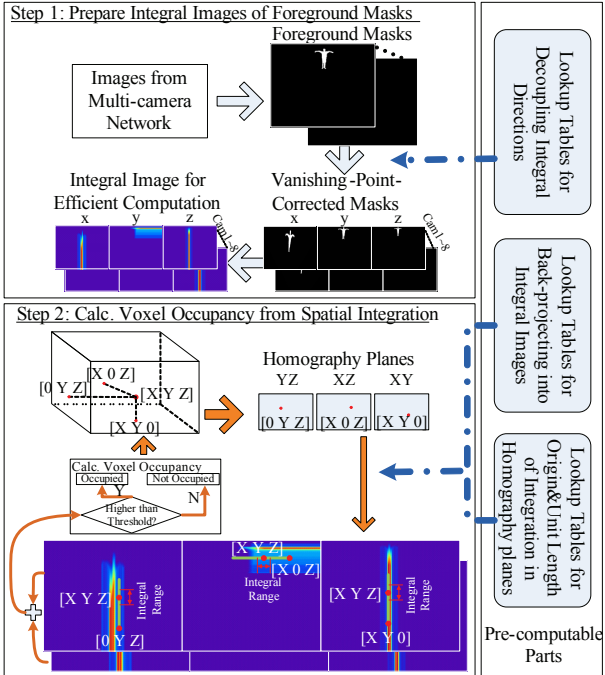 Step 1: Prepare Integral Images of Foreground Masks
Foreground Masks
Images from
Multi-camera
Network
Integral Image for
Efficient Computation
x y z
Cam1~8
Vanishing-Point-
Corrected Masks
x y z
Cam1~8
Step 2: Calc. Voxel Occupancy from Spatial Integration
[X 0 Z]
[0 Y Z]
[X Y Z]
[X Y 0]
Homography Planes
YZ XZ XY
[0 Y Z] [X 0 Z] [X Y 0]
Calc. Voxel Occupancy
Occupied
Not Occupied
Y
N
Higher than
Threshold?
[X Y Z]
Integral
Range
[0 Y Z]
[X Y Z]
[X 0 Z]
Integral
Range
[X Y Z]
Integral
Range
[X Y 0]
Lookup Tables for
Decoupling Integral
Directions
Lookup Tables for
Back-projecting into
Integral Images
Lookup Tables for
Origin&Unit Length
of Integration in
Homography planes
Pre-computable
Parts